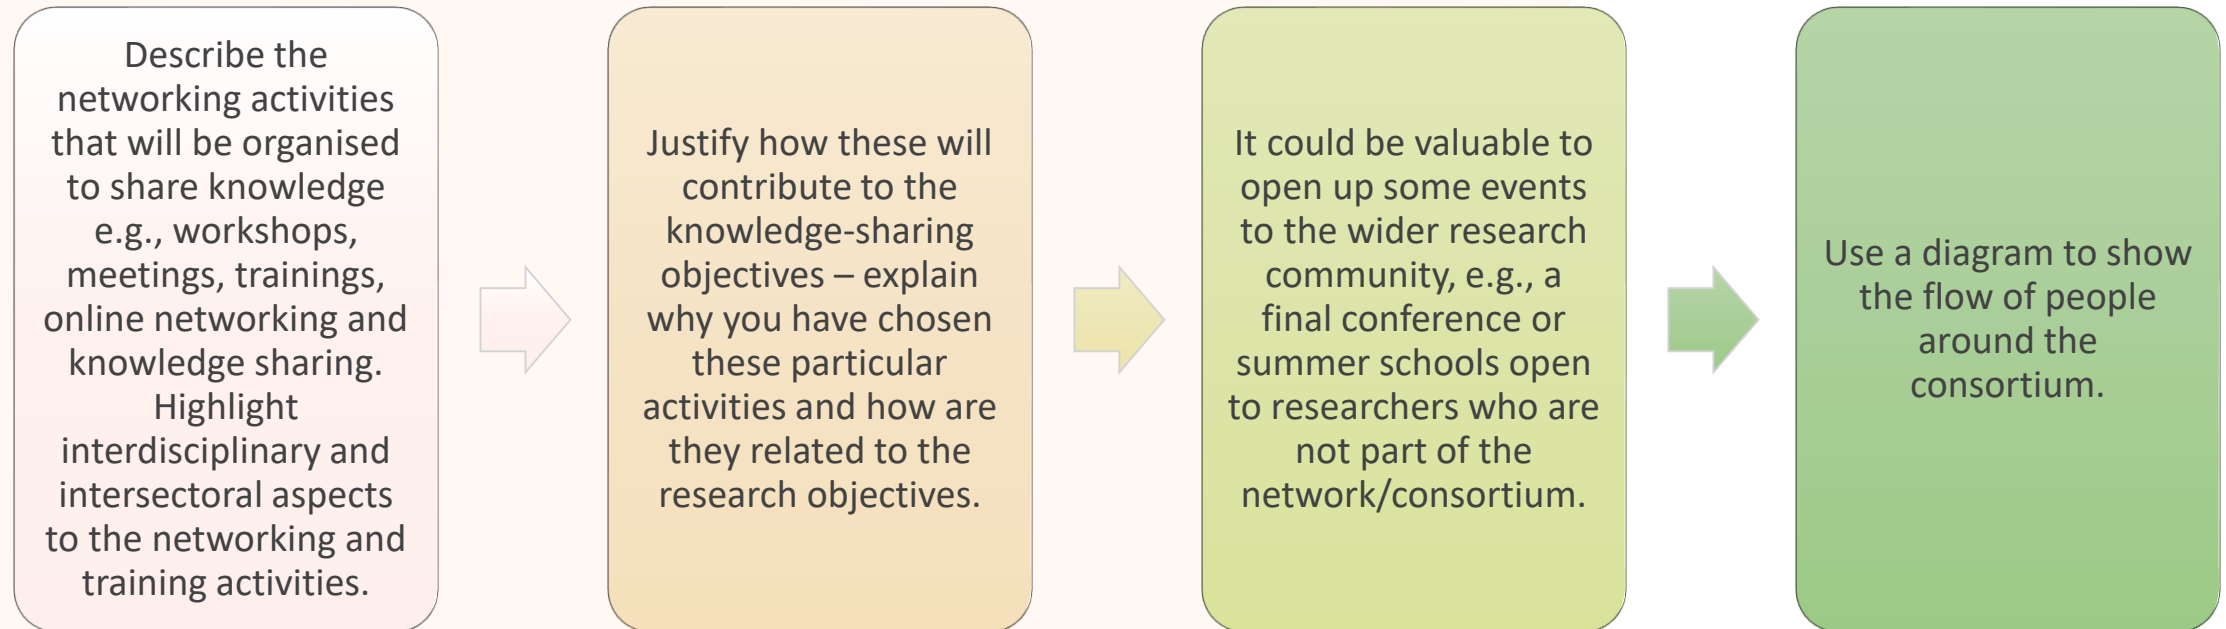 Describe the
networking activities
that will be organised
to share knowledge
e.g., workshops,
meetings, trainings,
online networking and
knowledge sharing.
Highlight
interdisciplinary and
intersectoral aspects
to the networking and
training activities.
Justify how these will
contribute to the
knowledge-sharing
objectives – explain
why you have chosen
these particular
activities and how are
they related to the
research objectives.
It could be valuable to
open up some events
to the wider research
community, e.g., a
final conference or
summer schools open
to researchers who are
not part of the
network/consortium.
Use a diagram to show
the flow of people
around the
consortium.